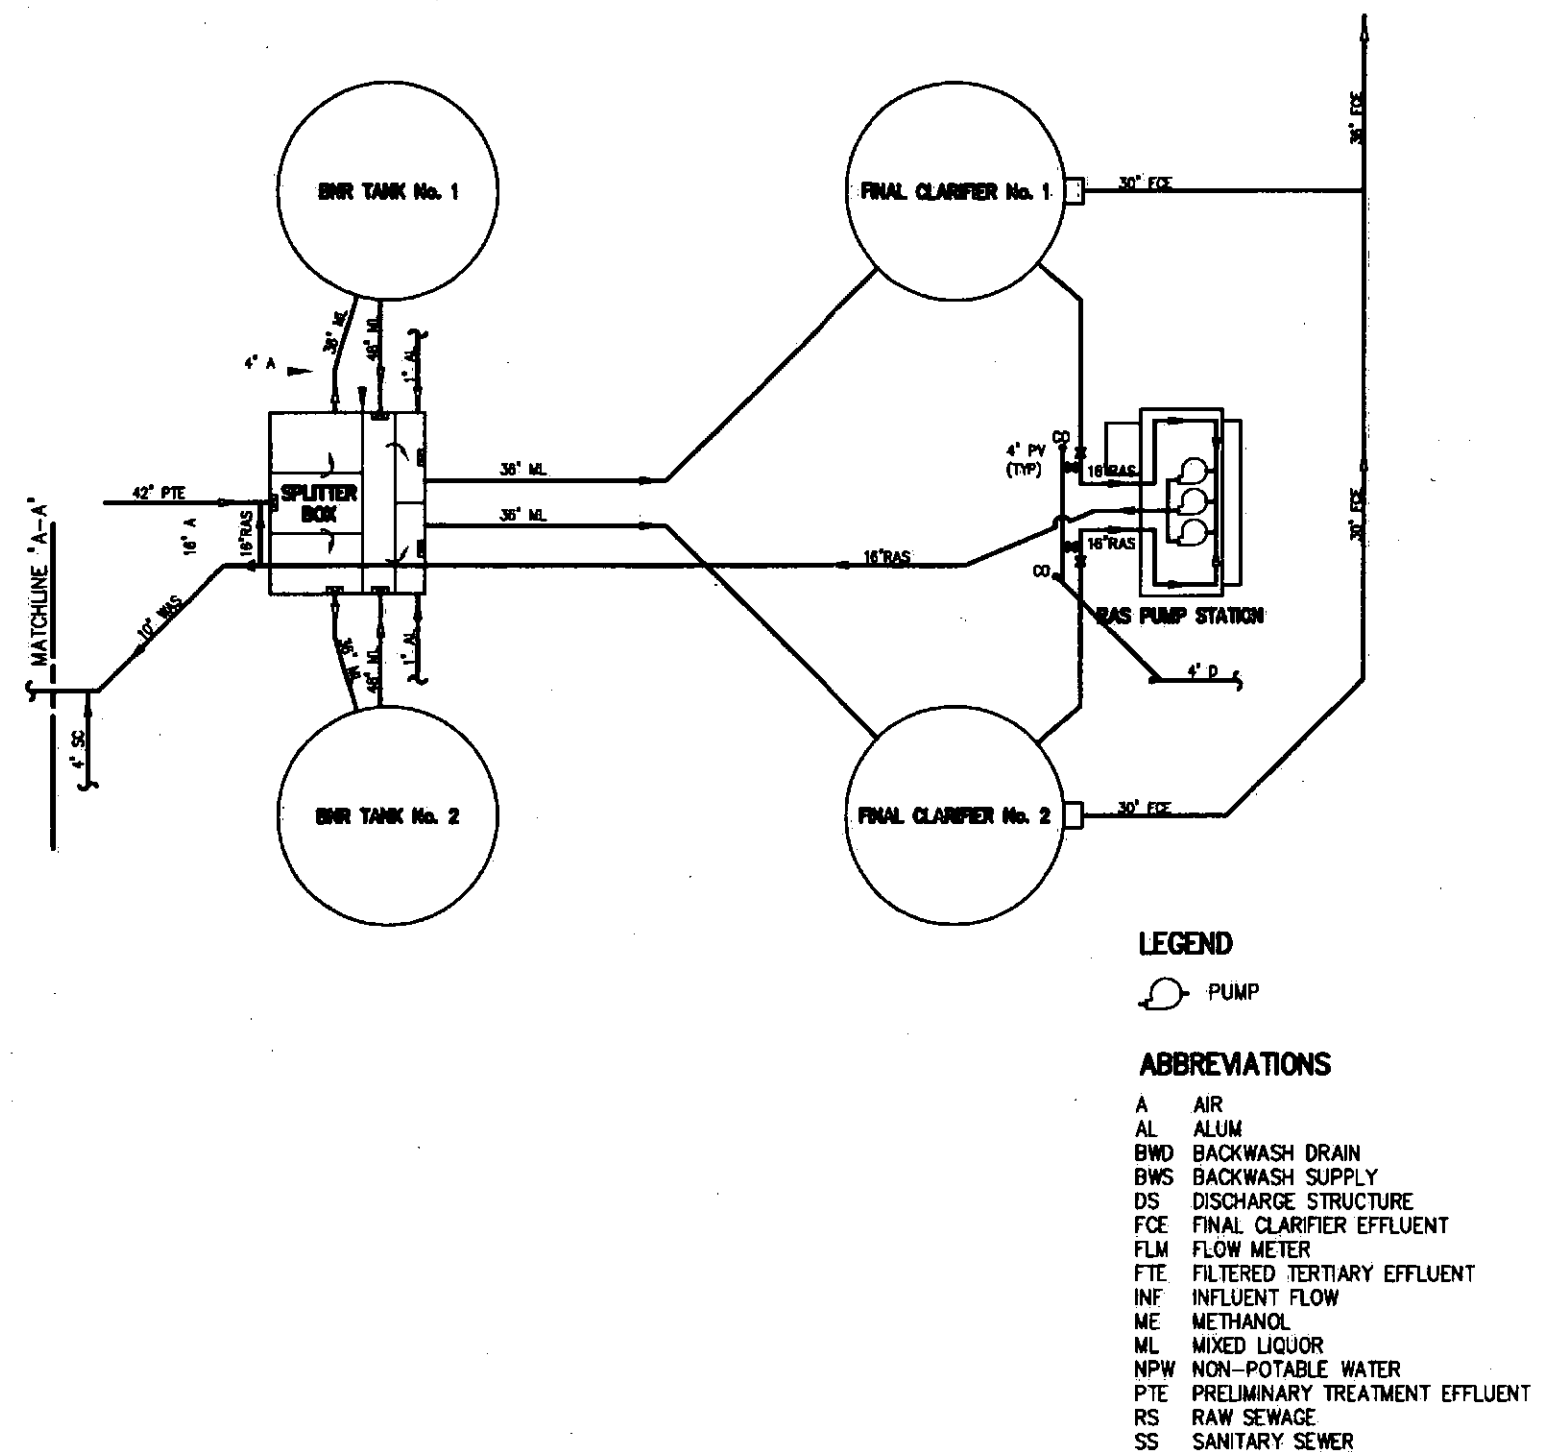 36" FCE
BNR TANK No. 1
FINAL CLARIFIER No. 1
30" FCE
36" ML
48" ML
1" AL
4" A
36" ML
4" PV
(TYP)
CO
16"RAS
SPLITTER
BOX
42" PTE
16" A
16"RAS
36" ML
16"RAS
16"RAS
CO
30" FCE
MATCHLINE "A-A"
10" WAS
RAS PUMP STATION
48" ML
1" AL
4" D
4" SC
BNR TANK No. 2
FINAL CLARIFIER No. 2
30" FCE
LEGEND
PUMP
ABBREVIATIONS
A AIR
AL ALUM
BWD BACKWASH DRAIN
BWS BACKWASH SUPPLY
DS DISCHARGE STRUCTURE
FCE FINAL CLARIFIER EFFLUENT
FLM FLOW METER
FTE FILTERED TERTIARY EFFLUENT
INF INFLUENT FLOW
ME METHANOL
ML MIXED LIQUOR
NPW NON-POTABLE WATER
PTE PRELIMINARY TREATMENT EFFLUENT
RS RAW SEWAGE
SS SANITARY SEWER